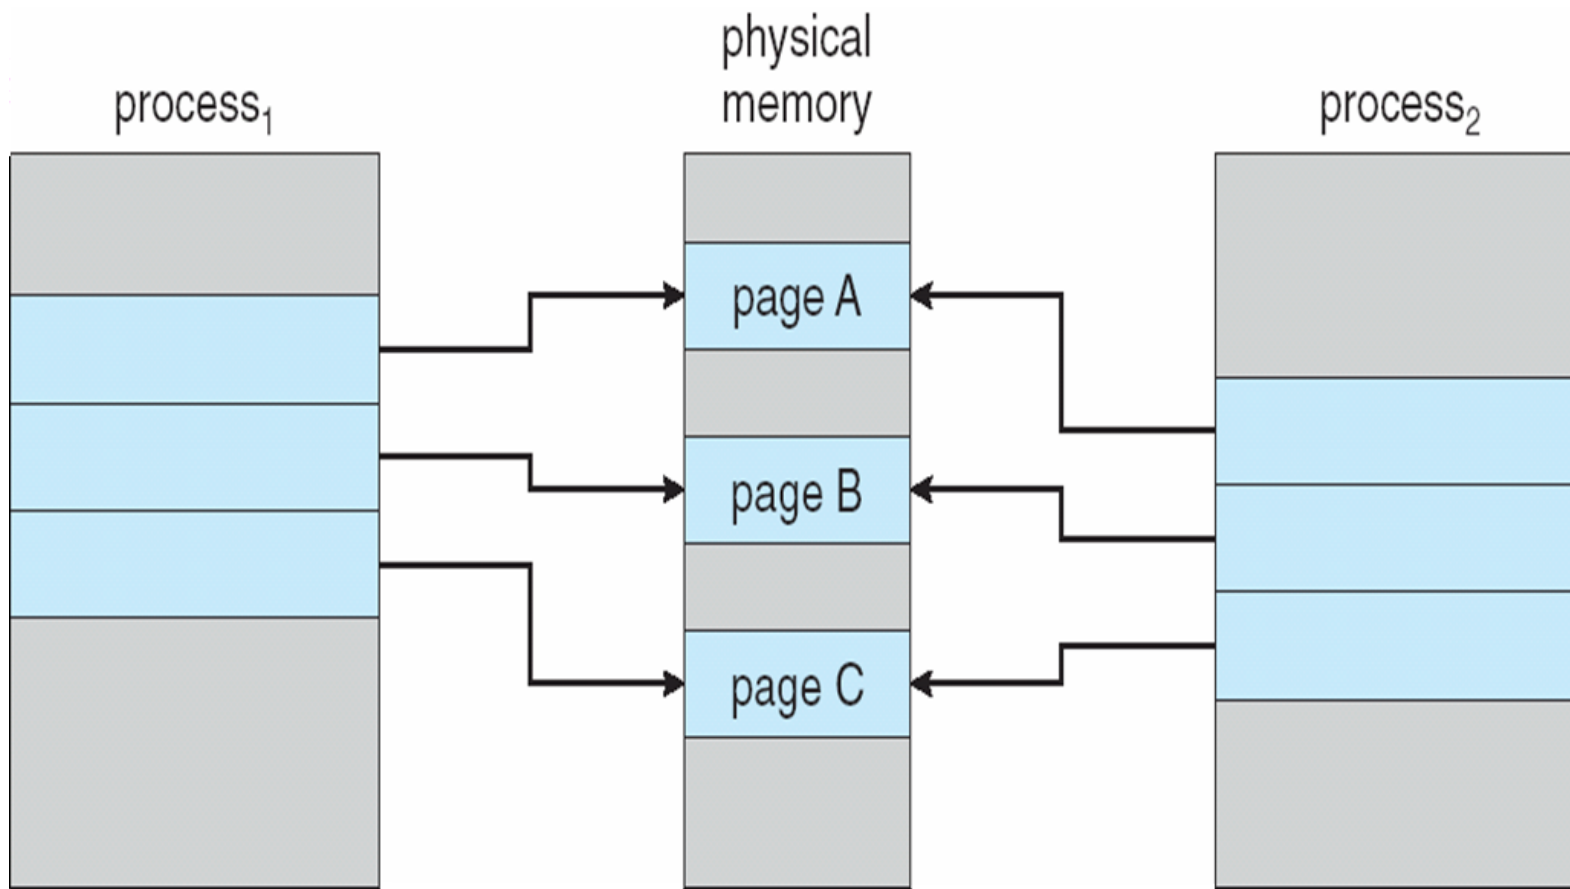 process₁
physical
memory
process₂
page A
page B
page C